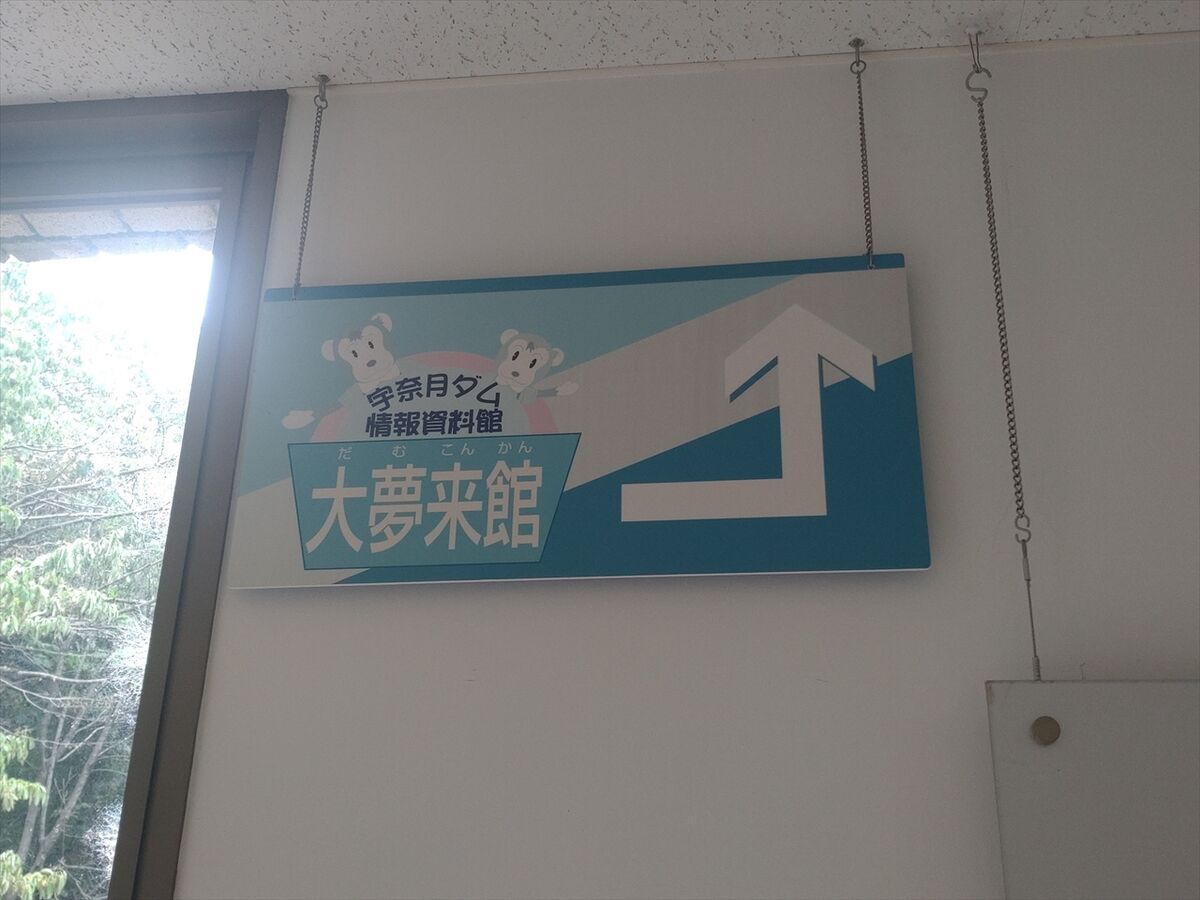 宇奈月ダム
情報資料館
だむこんかん
大夢来館